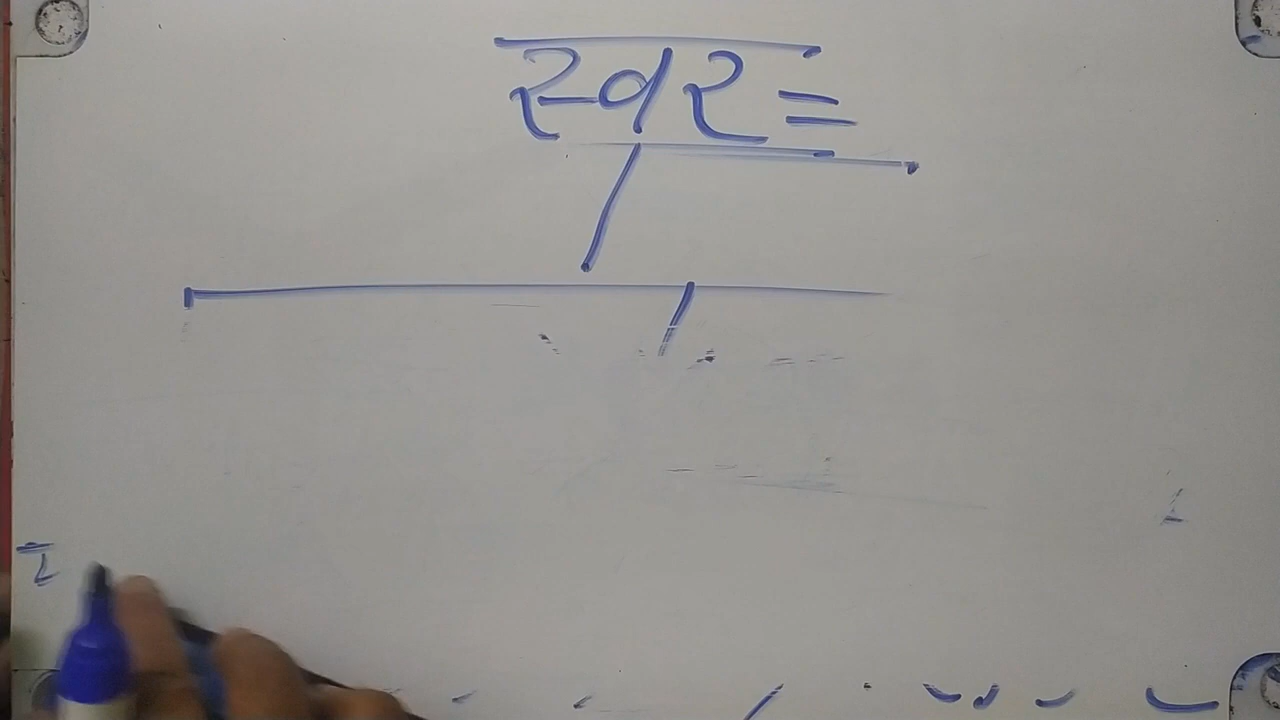 स्वर =